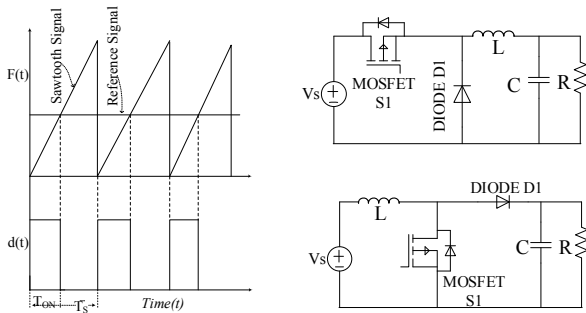 F(t)
Sawtooth Signal
Reference Signal
d(t)
TON
TS
Time(t)
Vs
MOSFET
S1
DIODE D1
L
C
R
Vs
L
MOSFET
S1
DIODE D1
C
R